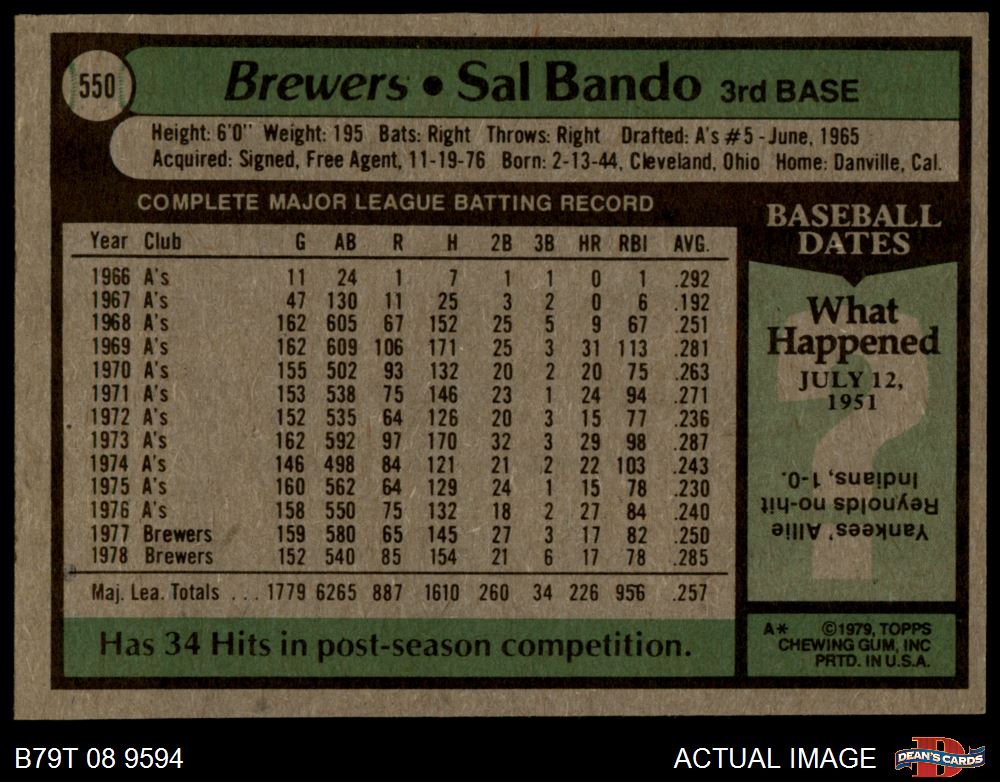 550
Brewers • Sal Bando 3rd BASE
Height: 6'0" Weight: 195 Bats: Right Throws: Right Drafted: A's #5 - June, 1965
Acquired: Signed, Free Agent, 11-19-76 Born: 2-13-44, Cleveland, Ohio Home: Danville, Cal.
COMPLETE MAJOR LEAGUE BATTING RECORD
Year Club G AB R H 2B 3B HR RBI AVG.
1966 A's 11 24 1 7 1 1 0 1 .292
1967 A's 47 130 11 25 3 2 0 6 .192
1968 A's 162 605 67 152 25 5 9 67 .251
1969 A's 162 609 106 171 25 3 31 113 .281
1970 A's 155 502 93 132 20 2 20 75 .263
1971 A's 153 538 75 146 23 1 24 94 .271
1972 A's 152 535 64 126 20 3 15 77 .236
1973 A's 162 592 97 170 32 3 29 98 .287
1974 A's 146 498 84 121 21 2 22 103 .243
1975 A's 160 562 64 129 24 1 15 78 .230
1976 A's 158 550 75 132 18 2 27 84 .240
1977 Brewers 159 580 65 145 27 3 17 82 .250
1978 Brewers 152 540 85 154 21 6 17 78 .285
Maj. Lea. Totals ... 1779 6265 887 1610 260 34 226 956 .257
Has 34 Hits in post-season competition.
BASEBALL
DATES
What
Happened
JULY 12,
1951
Yankees' Allie
Reynolds no-hit
Indians, 1-0.
A* ©1979, TOPPS
CHEWING GUM, INC
PRTD. IN U.S.A.
B79T 08 9594
ACTUAL IMAGE
DEAN'S CARDS